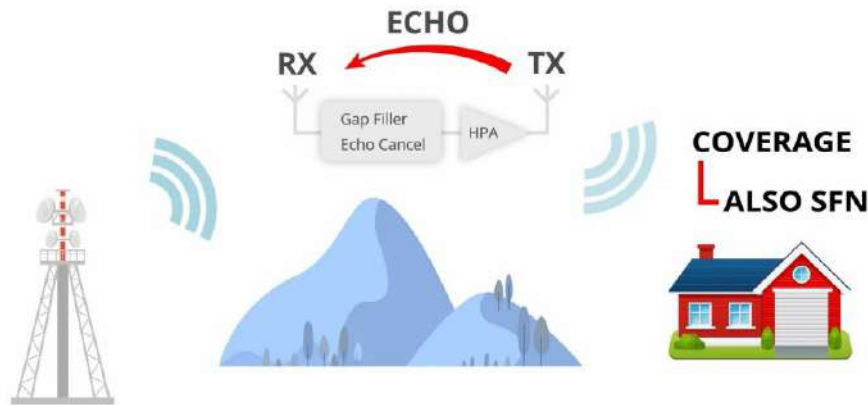 ECHO
RX
TX
Gap Filler
Echo Cancel
HPA
COVERAGE
ALSO SFN